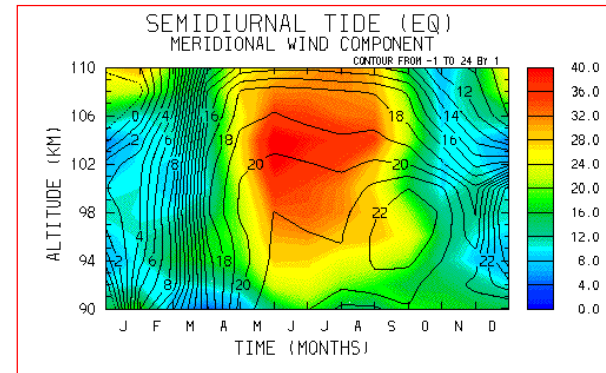 SEMIDIURNAL TIDE (EQ)
MERIDIONAL WIND COMPONENT
CONTOUR FROM -1 TO 24 BY 1
110
106
102
98
94
90
ALTITUDE (KM)
0 4 16 18 12
2 6 18 14
8 20 20 16
22
4
2 6 18 22
8 20
J F M A M J J A S O N D
TIME (MONTHS)
40.0
36.0
32.0
28.0
24.0
20.0
16.0
12.0
8.0
4.0
0.0